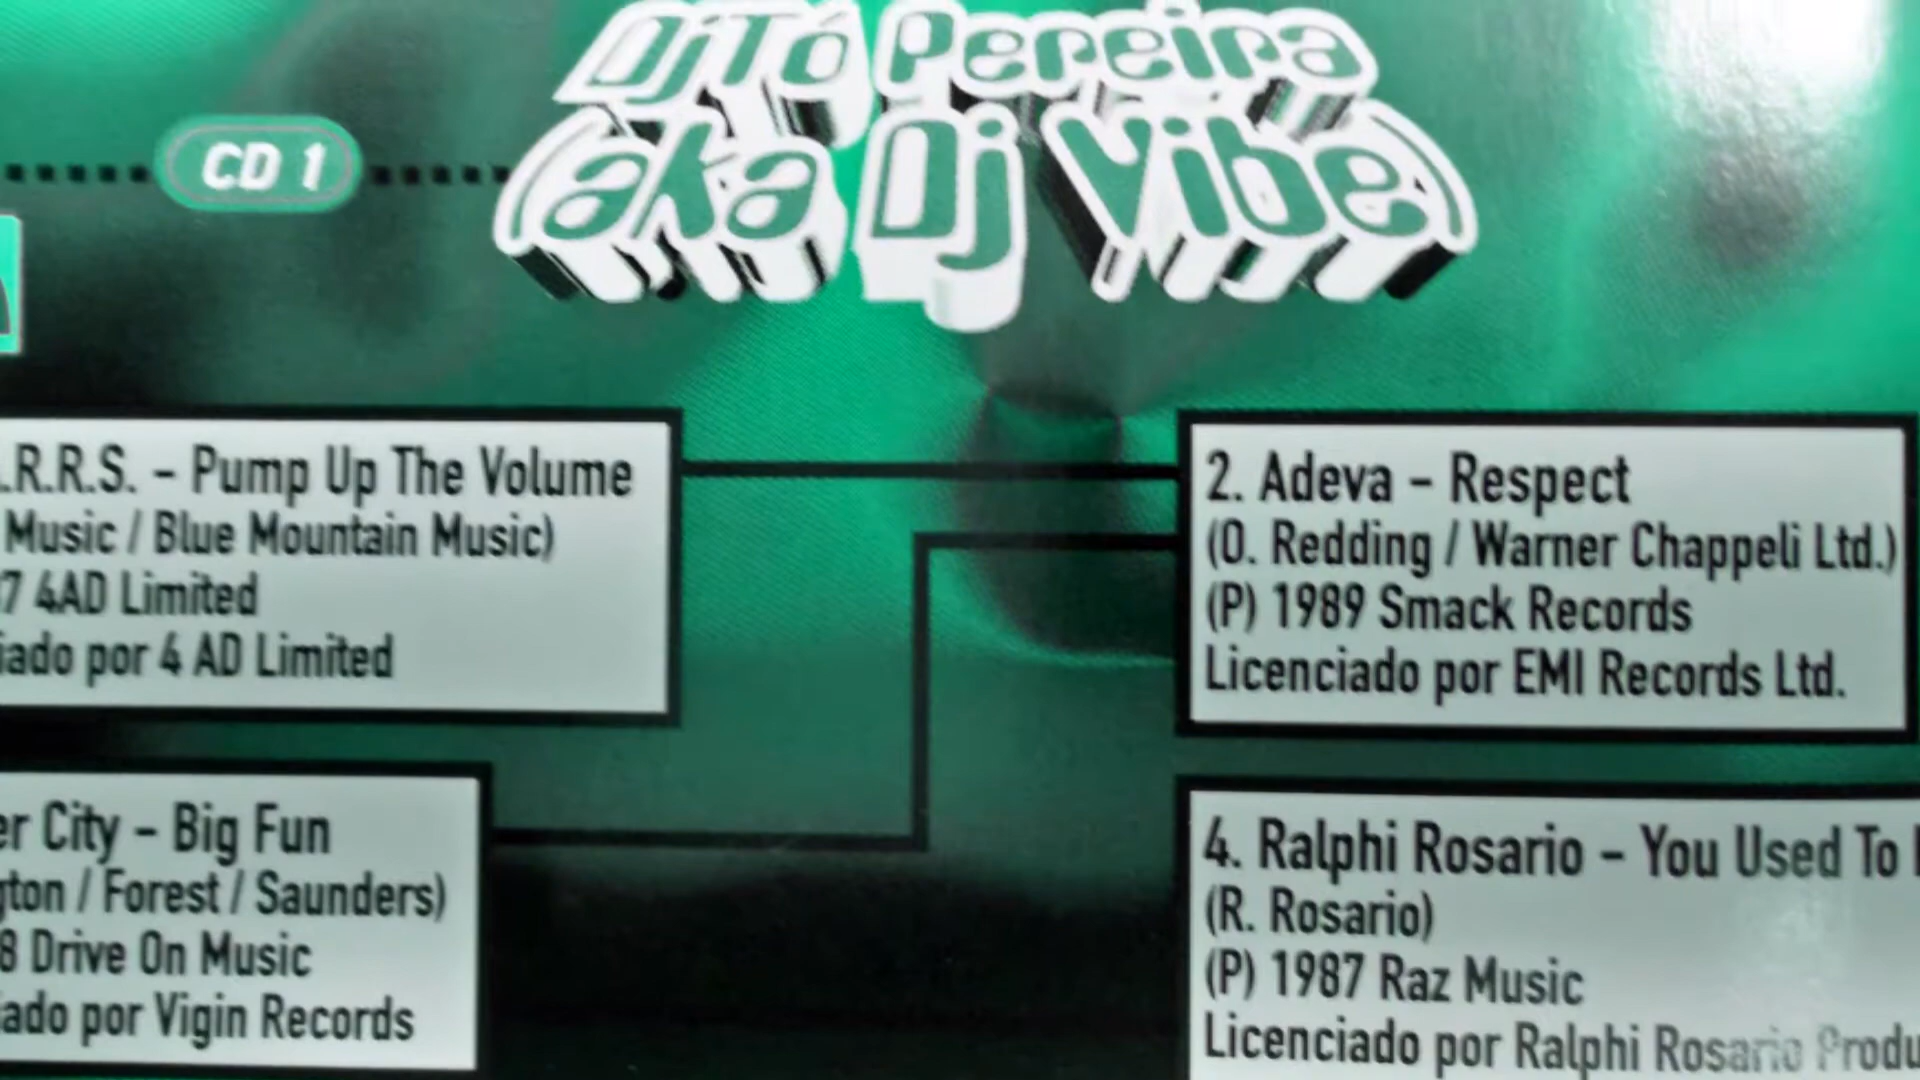 DjTó Pereira
(aka Dj Vibe)
CD 1
.R.R.S. – Pump Up The Volume
Music / Blue Mountain Music)
7 4AD Limited
iado por 4 AD Limited
2. Adeva – Respect
(O. Redding / Warner Chappeli Ltd.)
(P) 1989 Smack Records
Licenciado por EMI Records Ltd.
er City – Big Fun
gton / Forest / Saunders)
8 Drive On Music
iado por Vigin Records
4. Ralphi Rosario – You Used To
(R. Rosario)
(P) 1987 Raz Music
Licenciado por Ralphi Rosario Produ